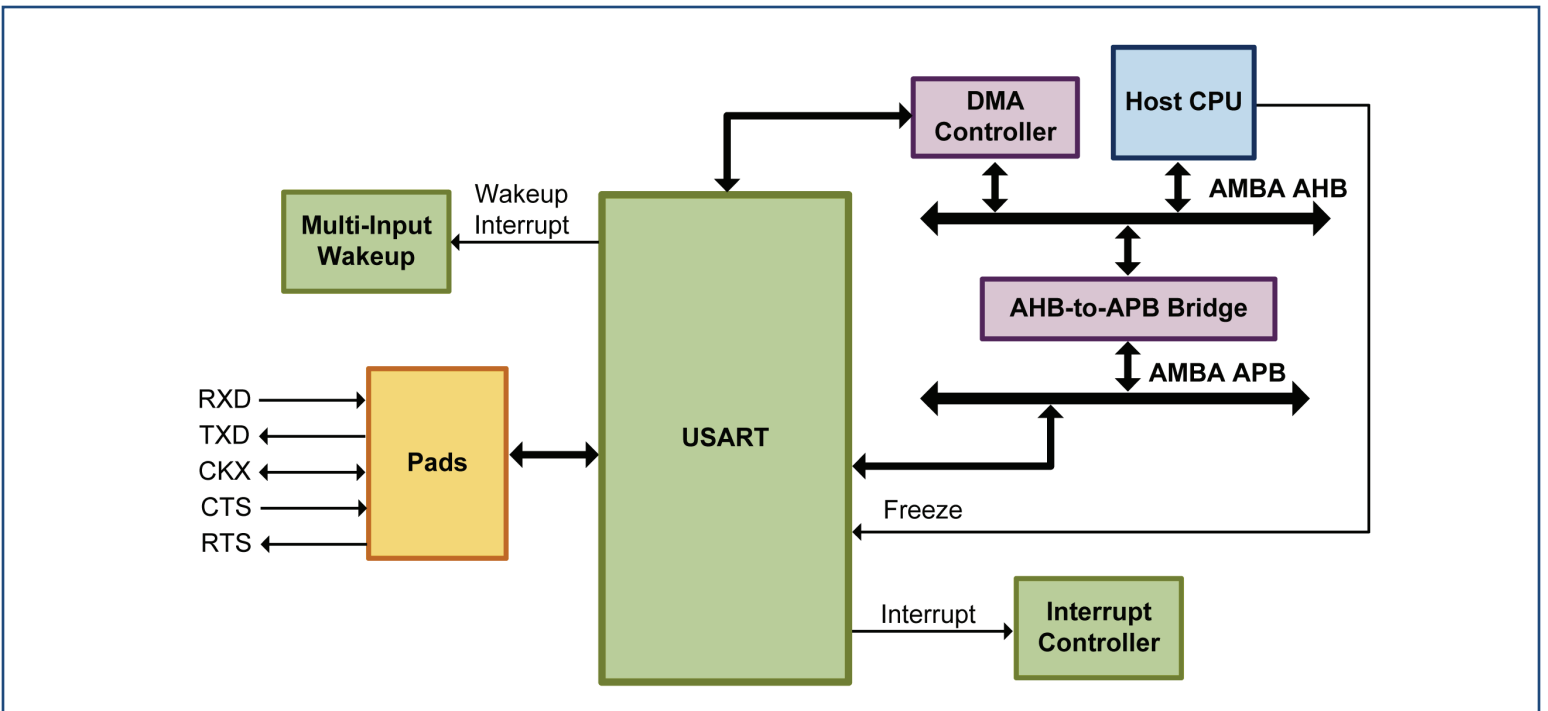 DMA
Controller
Host CPU
AMBA AHB
Wakeup
Interrupt
Multi-Input
Wakeup
AHB-to-APB Bridge
AMBA APB
RXD
TXD
CKX
CTS
RTS
Pads
USART
Freeze
Interrupt
Interrupt
Controller